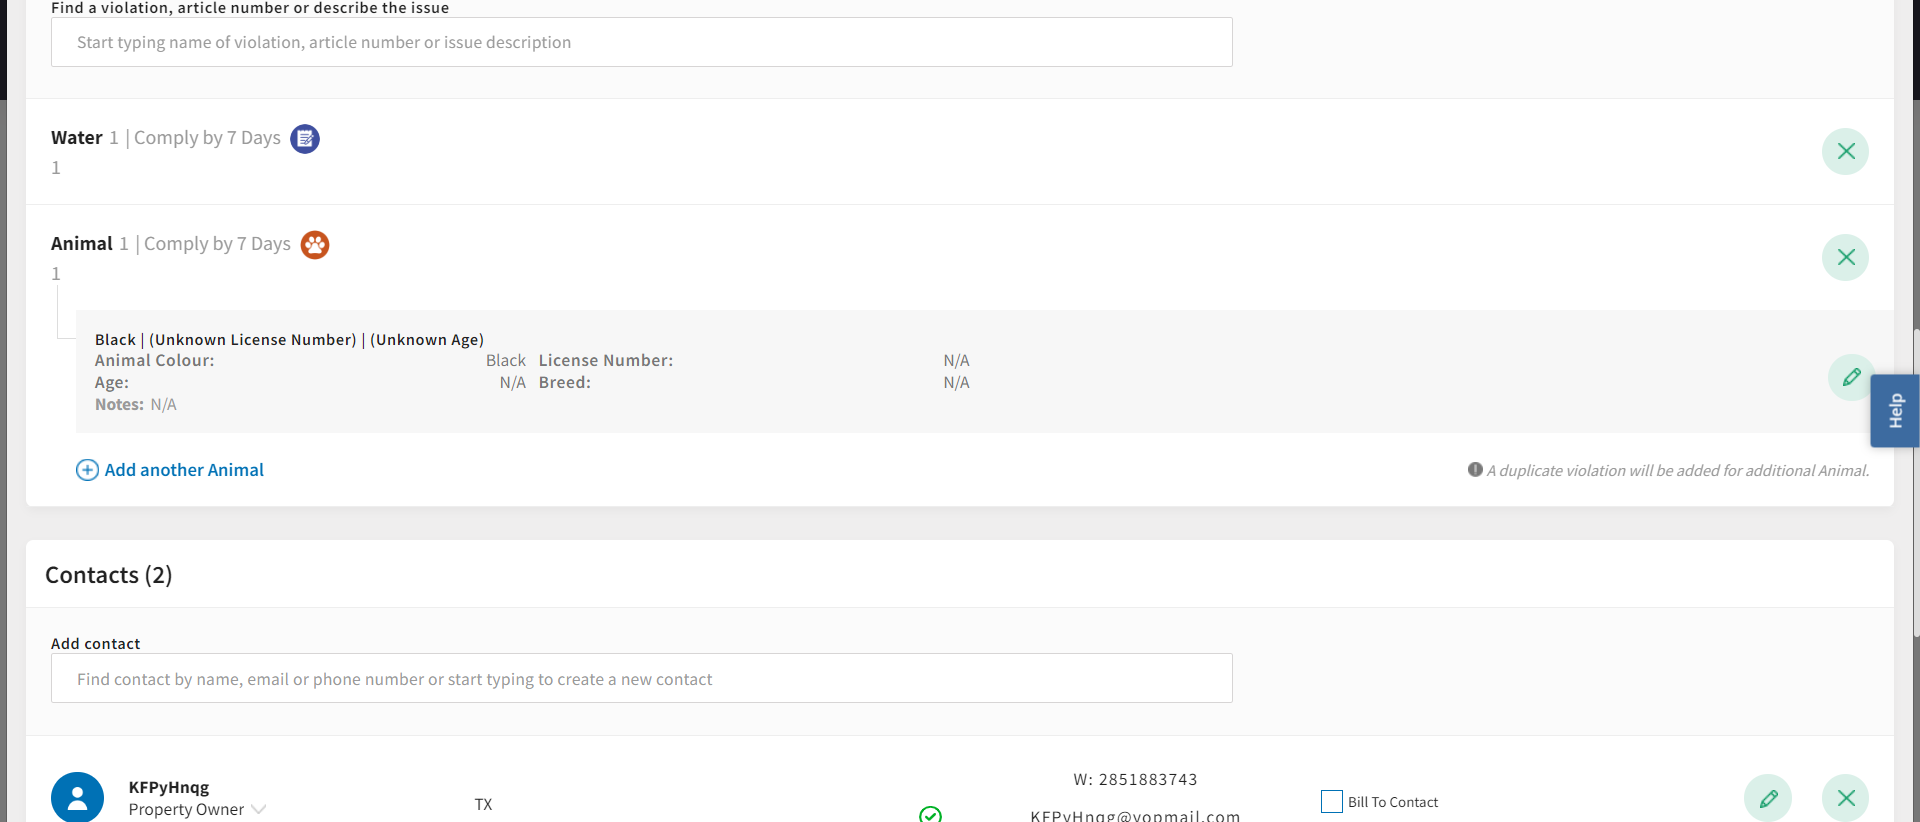 Find a violation, article number or describe the issue
Start typing name of violation, article number or issue description
Water 1 | Comply by 7 Days
1
Animal 1 | Comply by 7 Days
1
Black | (Unknown License Number) | (Unknown Age)
Animal Colour: Black License Number: N/A
Age: N/A Breed: N/A
Notes: N/A
Help
Add another Animal
A duplicate violation will be added for additional Animal.
Contacts (2)
Add contact
Find contact by name, email or phone number or start typing to create a new contact
KFPyHnqg
Property Owner
TX
W: 2851883743
KFPyHnqg@yopmail.com
Bill To Contact